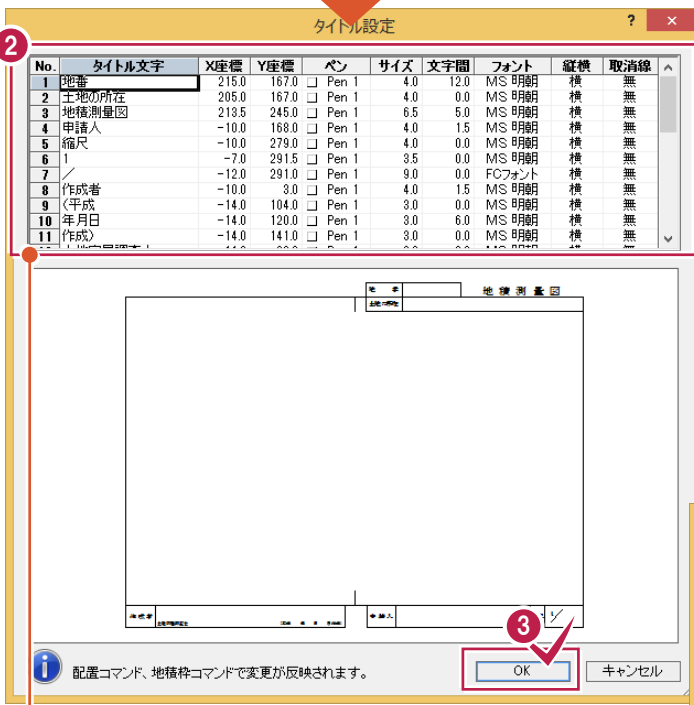 タイトル設定 ? ×
2
No. タイトル文字 X座標 Y座標 ペン サイズ 文字間 フォント 縦横 取消線
1 地番 215.0 167.0 Pen 1 4.0 12.0 MS 明朝 横 無
2 土地の所在 205.0 167.0 Pen 1 4.0 0.0 MS 明朝 横 無
3 地積測量図 213.5 245.0 Pen 1 6.5 5.0 MS 明朝 横 無
4 申請人 -10.0 168.0 Pen 1 4.0 1.5 MS 明朝 横 無
5 縮尺 -10.0 279.0 Pen 1 4.0 0.0 MS 明朝 横 無
6 1 -7.0 291.5 Pen 1 3.5 0.0 MS 明朝 横 無
7 / -12.0 291.0 Pen 1 9.0 0.0 FCフォント 横 無
8 作成者 -10.0 3.0 Pen 1 4.0 1.5 MS 明朝 横 無
9 (平成 -14.0 104.0 Pen 1 3.0 0.0 MS 明朝 横 無
10 年月日 -14.0 120.0 Pen 1 3.0 6.0 MS 明朝 横 無
11 作成) -14.0 141.0 Pen 1 3.0 0.0 MS 明朝 横 無
地番 地積測量図
土地の所在
作成者 申請人 1/
3
配置コマンド、地積枠コマンドで変更が反映されます。 OK キャンセル